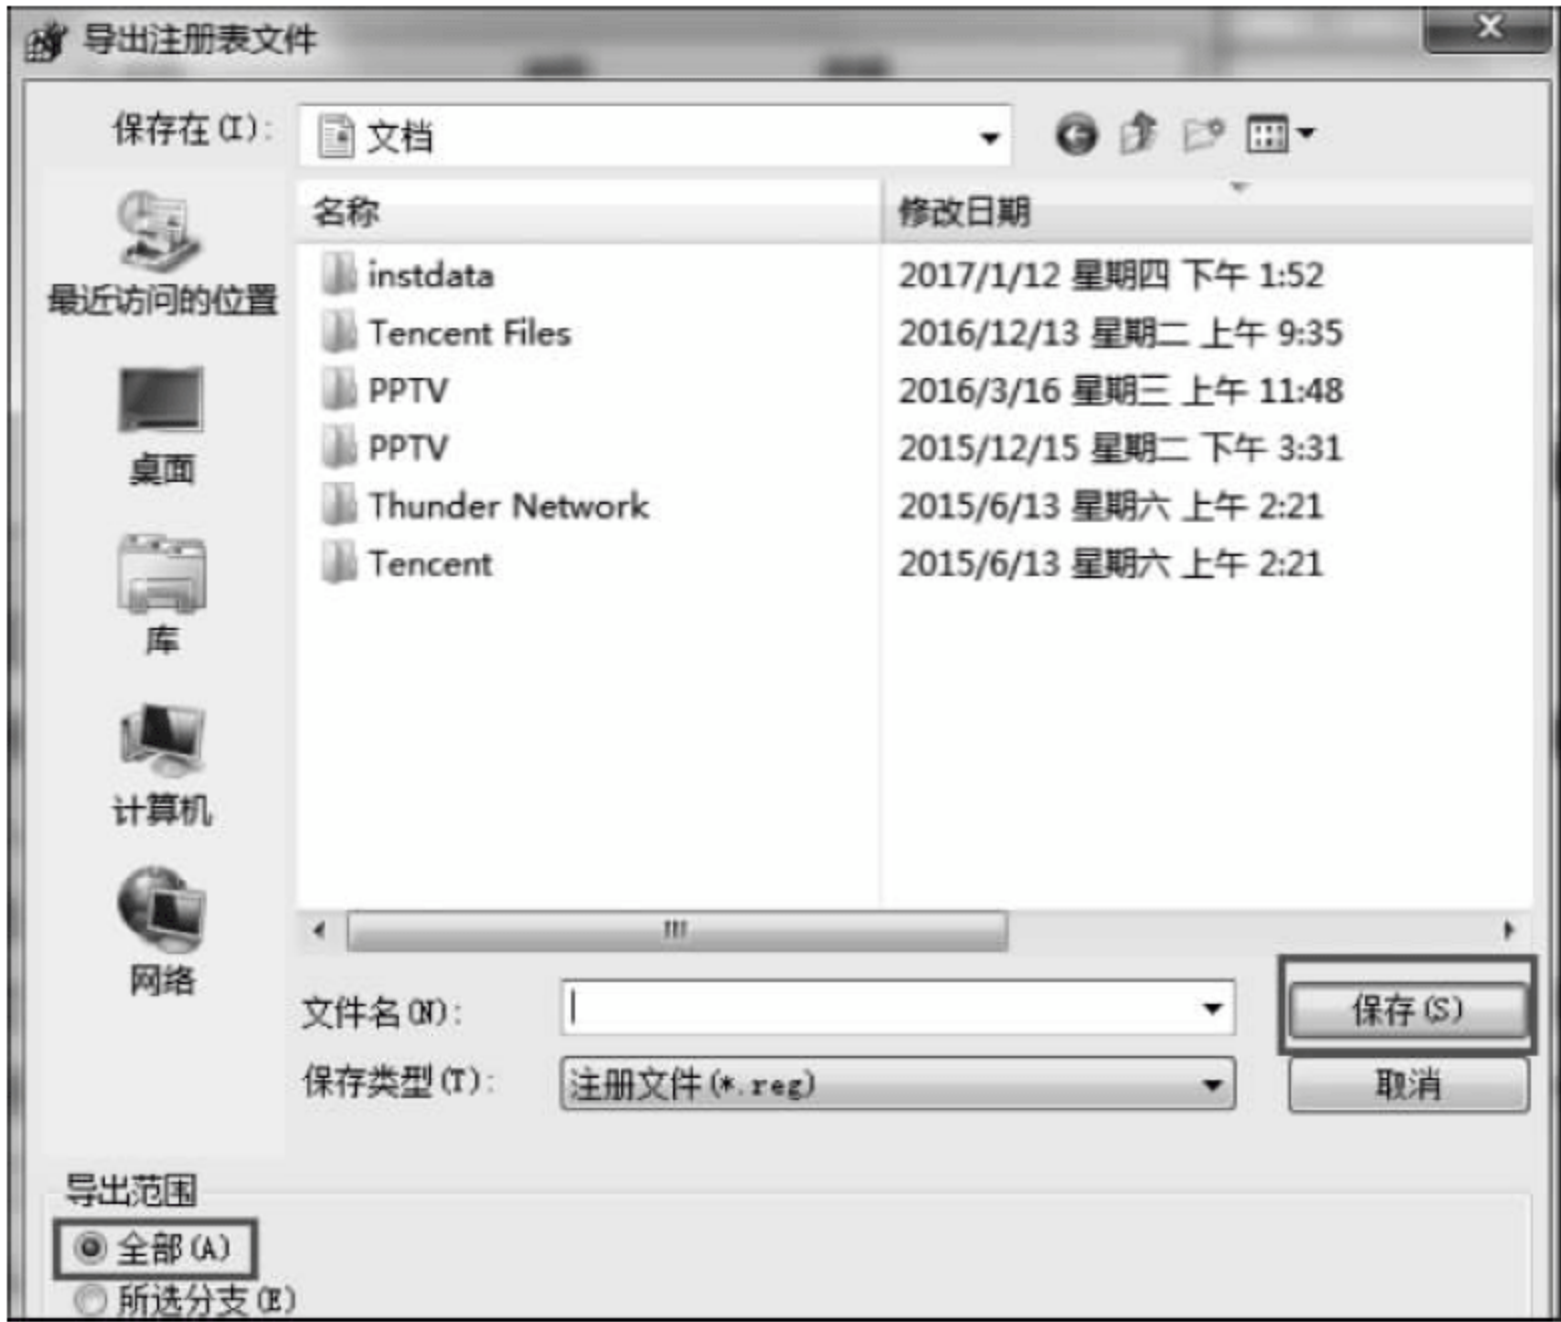 导出注册表文件
保存在(I):
文档
名称
修改日期
instdata
2017/1/12 星期四 下午 1:52
Tencent Files
2016/12/13 星期二 上午 9:35
PPTV
2016/3/16 星期三 上午 11:48
PPTV
2015/12/15 星期二 下午 3:31
Thunder Network
2015/6/13 星期六 上午 2:21
Tencent
2015/6/13 星期六 上午 2:21
最近访问的位置
桌面
库
计算机
网络
文件名(N):
保存(S)
保存类型(T):
注册文件(*.reg)
取消
导出范围
全部(A)
所选分支(E)